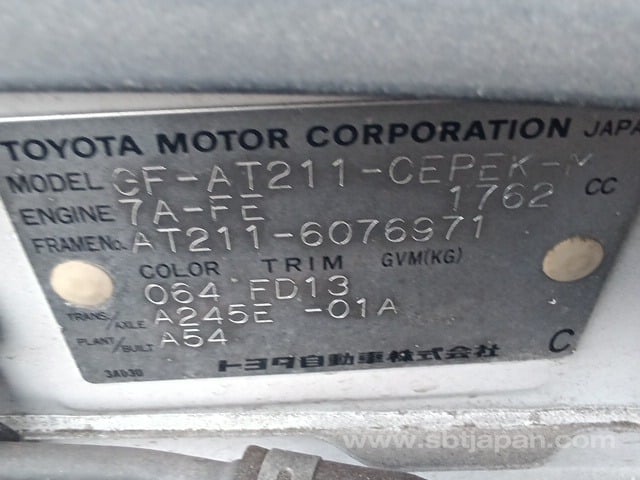 TOYOTA MOTOR CORPORATION JAPA
MODEL GF-AT211-CEPEK-
ENGINE 7A-FE 1762 CC
FRAME No. AT211-6076971
COLOR TRIM GVM(KG)
064 FD13
TRANS./AXLE A245E -01A
PLANT/BUILT A54
トヨタ自動車株式会社 C
3A030
www.sbtjapan.com